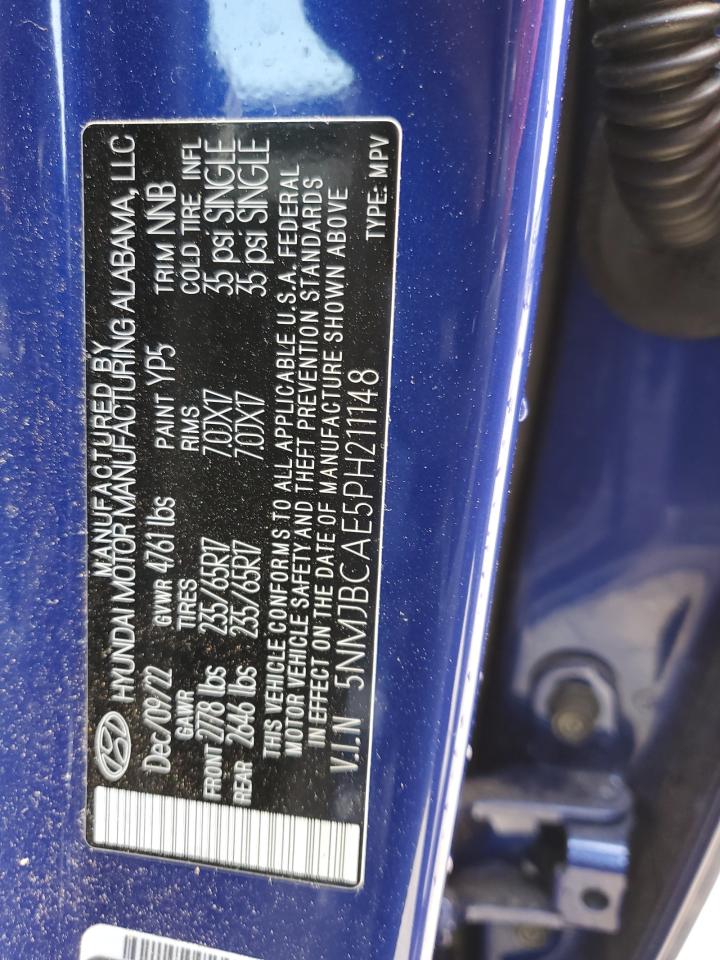 MANUFACTURED BY
HYUNDAI MOTOR MANUFACTURING ALABAMA, LLC
Dec/09/22 GVWR 4761 lbs PAINT YP5 TRIM NNB
GAWR TIRES RIMS COLD TIRE INFL
FRONT 2778 lbs 235/65R17 7.0JX17 35 psi SINGLE
REAR 2646 lbs 235/65R17 7.0JX17 35 psi SINGLE
THIS VEHICLE CONFORMS TO ALL APPLICABLE U.S.A. FEDERAL
MOTOR VEHICLE SAFETY AND THEFT PREVENTION STANDARDS
IN EFFECT ON THE DATE OF MANUFACTURE SHOWN ABOVE
V.I.N 5NMJBCAE5PH211148 TYPE: MPV